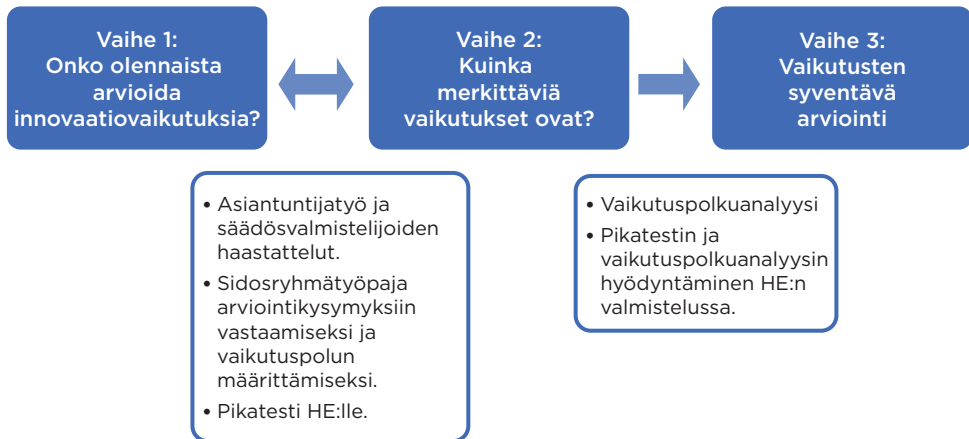 Vaihe 1:
Onko olennaista
arvioida
innovaatiovaikutuksia?
Vaihe 2:
Kuinka
merkittäviä
vaikutukset ovat?
Vaihe 3:
Vaikutusten
syventävä
arviointi
• Asiantuntijatyö ja
säädösvalmistelijoiden
haastattelut.
• Sidosryhmätyöpaja
arviointikysymyksiin
vastaamiseksi ja
vaikutuspolun
määrittämiseksi.
• Pikatesti HE:lle.
• Vaikutuspolkuanalyysi
• Pikatestin ja
vaikutuspolkuanalyysin
hyödyntäminen HE:n
valmistelussa.